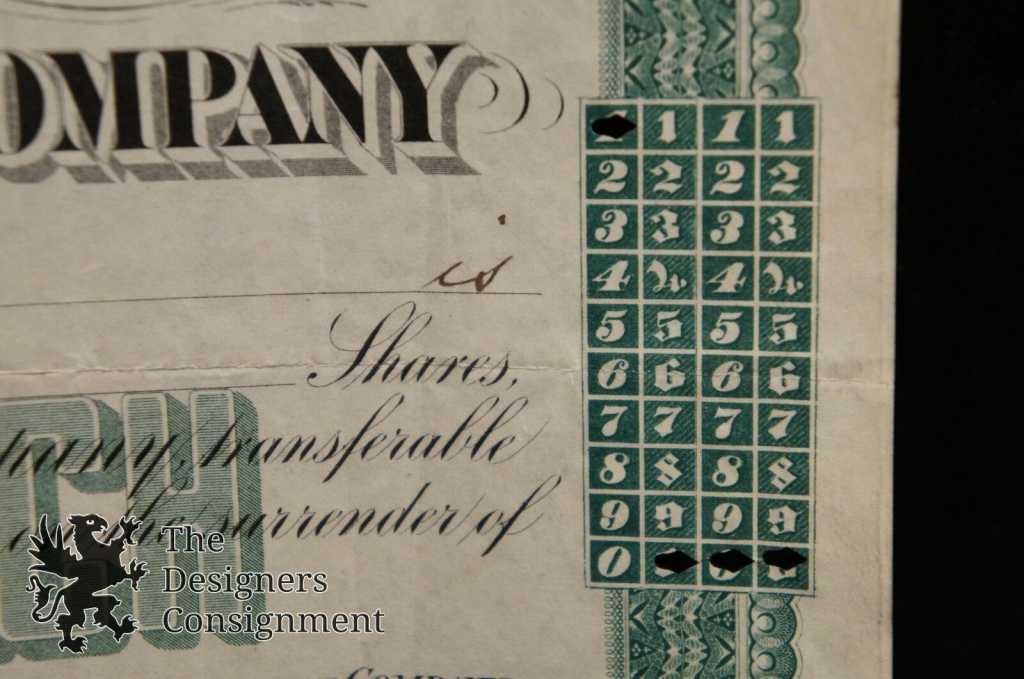 OMPANY
1 1 1
2 2 2 2
3 3 3 3
is
4 4 4 4
5 5 5 5
Shares,
6 6 6 6
7 7 7 7
transferable
8 8 8 8
surrender of
9 9 9 9
0
CH
The
Designers
Consignment